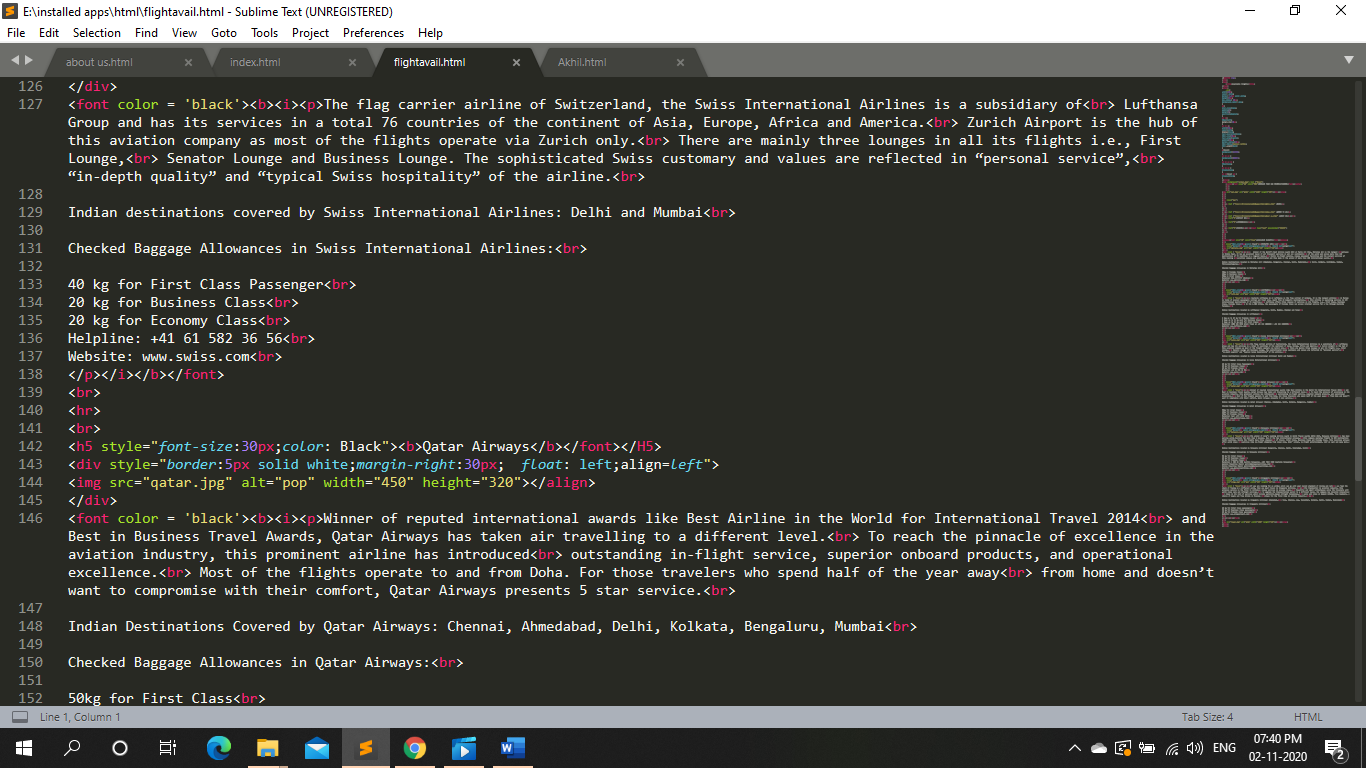 E:\installed apps\html\flightavail.html - Sublime Text (UNREGISTERED)
File Edit Selection Find View Goto Tools Project Preferences Help
about us.html × index.html × flightavail.html × Akhil.html ×
126 </div>
127 <font color = 'black'><b><i><p>The flag carrier airline of Switzerland, the Swiss International Airlines is a subsidiary of<br> Lufthansa
Group and has its services in a total 76 countries of the continent of Asia, Europe, Africa and America.<br> Zurich Airport is the hub of
this aviation company as most of the flights operate via Zurich only.<br> There are mainly three lounges in all its flights i.e., First
Lounge,<br> Senator Lounge and Business Lounge. The sophisticated Swiss customary and values are reflected in “personal service”,<br>
“in-depth quality” and “typical Swiss hospitality” of the airline.<br>
128
129 Indian destinations covered by Swiss International Airlines: Delhi and Mumbai<br>
130
131 Checked Baggage Allowances in Swiss International Airlines:<br>
132
133 40 kg for First Class Passenger<br>
134 20 kg for Business Class<br>
135 20 kg for Economy Class<br>
136 Helpline: +41 61 582 36 56<br>
137 Website: www.swiss.com<br>
138 </p></i></b></font>
139 <br>
140 <hr>
141 <br>
142 <h5 style="font-size:30px;color: Black"><b>Qatar Airways</b></font></H5>
143 <div style="border:5px solid white;margin-right:30px;  float: left;align=left">
144 <img src="qatar.jpg" alt="pop" width="450" height="320"></align>
145 </div>
146 <font color = 'black'><b><i><p>Winner of reputed international awards like Best Airline in the World for International Travel 2014<br> and
Best in Business Travel Awards, Qatar Airways has taken air travelling to a different level.<br> To reach the pinnacle of excellence in the
aviation industry, this prominent airline has introduced<br> outstanding in-flight service, superior onboard products, and operational
excellence.<br> Most of the flights operate to and from Doha. For those travelers who spend half of the year away<br> from home and doesn’t
want to compromise with their comfort, Qatar Airways presents 5 star service.<br>
147
148 Indian Destinations Covered by Qatar Airways: Chennai, Ahmedabad, Delhi, Kolkata, Bengaluru, Mumbai<br>
149
150 Checked Baggage Allowances in Qatar Airways:<br>
151
152 50kg for First Class<br>
Line 1, Column 1 Tab Size: 4 HTML
ENG 07:40 PM
02-11-2020 2